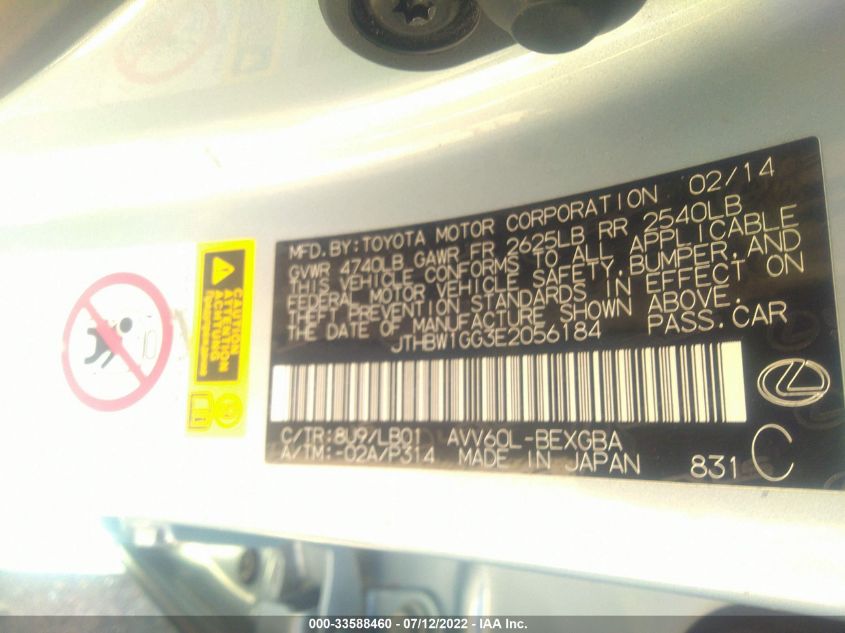 MFD. BY: TOYOTA MOTOR CORPORATION 02/14
GVWR 4740LB GAWR FR 2625LB RR 2540LB
THIS VEHICLE CONFORMS TO ALL APPLICABLE
FEDERAL MOTOR VEHICLE SAFETY, BUMPER, AND
THEFT PREVENTION STANDARDS IN EFFECT ON
THE DATE OF MANUFACTURE SHOWN ABOVE.
JTHBW1GG3E2056184 PASS. CAR
C/TR: 8U9/LB01 AVV60L-BEXGBA
A/TM: -02A/P314 MADE IN JAPAN 831 C
CAUTION
ATTENTION
ACHTUNG
000-33588460 - 07/12/2022 - IAA Inc.